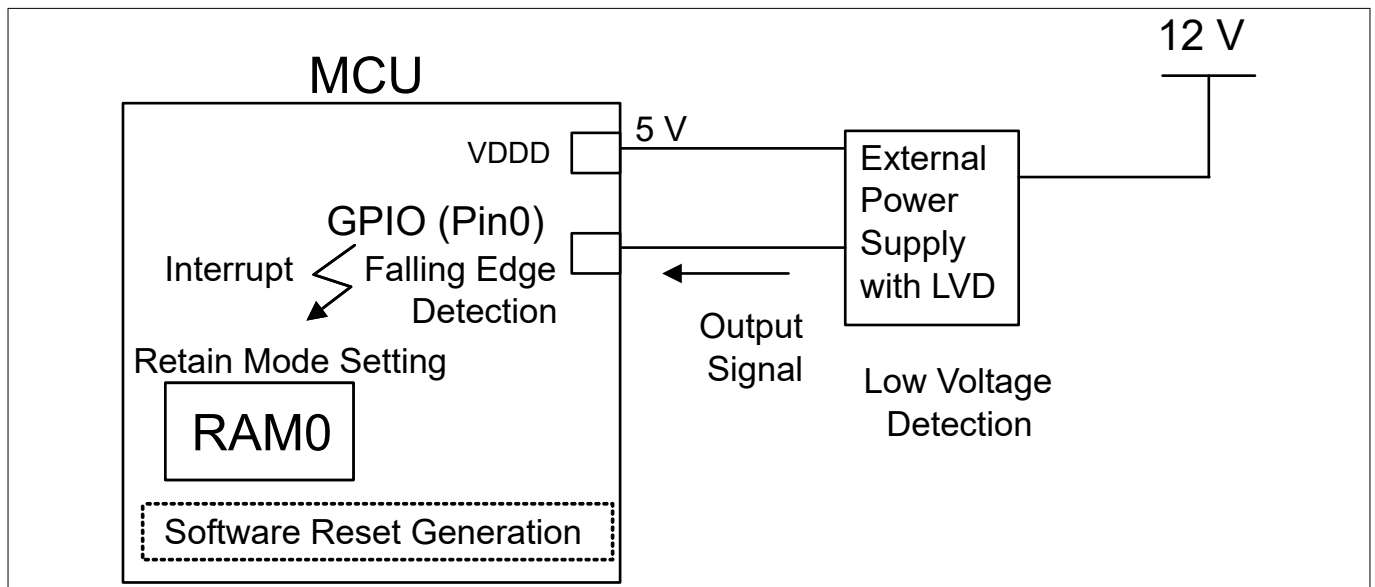 12 V
MCU
VDDD
5 V
External
Power
Supply
with LVD
GPIO (Pin0)
Interrupt
Falling Edge
Detection
Output
Signal
Low Voltage
Detection
Retain Mode Setting
RAM0
Software Reset Generation